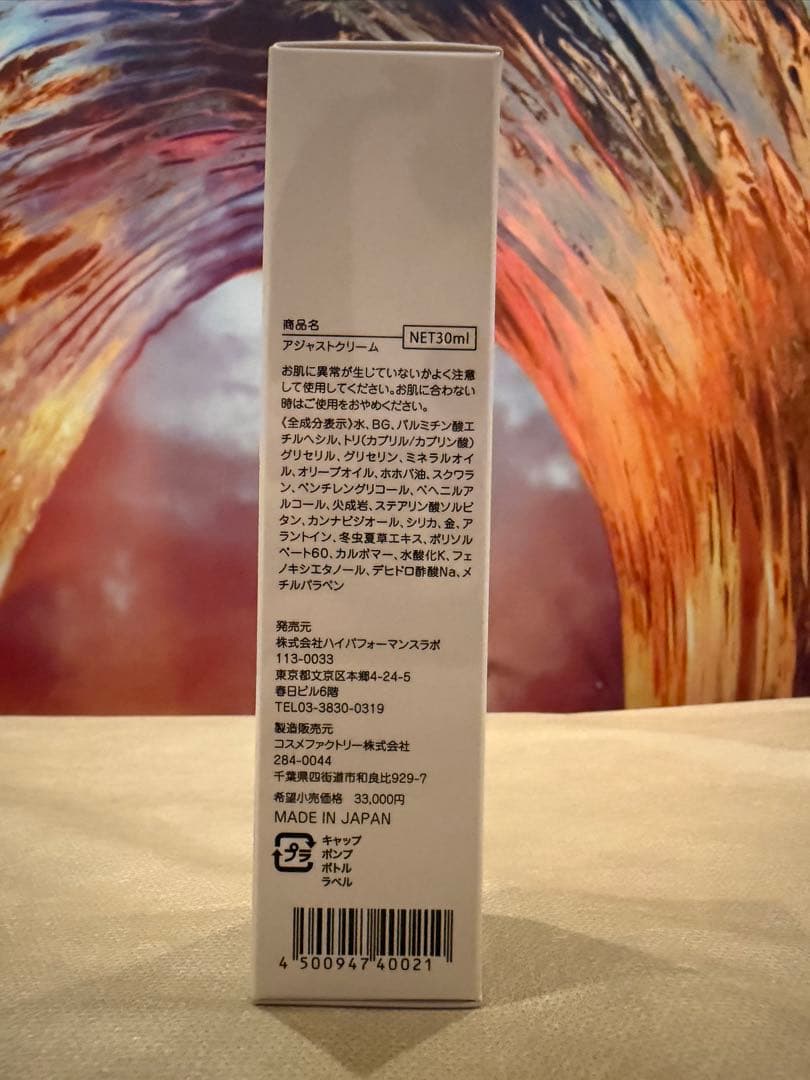 商品名
アジャストクリーム
NET30ml
お肌に異常が生じていないかよく注意
して使用してください。お肌に合わない
時はご使用をおやめください。
〈全成分表示〉水、BG、パルミチン酸エ
チルヘシル、トリ(カプリル/カプリン酸)
グリセリル、グリセリン、ミネラルオイ
ル、オリーブオイル、ホホバ油、スクワラ
ン、ペンチレングリコール、ベヘニルア
ルコール、尖成岩、ステアリン酸ソルビ
タン、カンナビジオール、シリカ、金、ア
ラントイン、冬虫夏草エキス、ポリソル
ベート60、カルボマー、水酸化K、フェ
ノキシエタノール、デヒドロ酢酸Na、メ
チルパラベン
発売元
株式会社ハイパフォーマンスラボ
113-0033
東京都文京区本郷4-24-5
春日ビル6階
TEL03-3830-0319
製造販売元
コスメファクトリー株式会社
284-0044
千葉県四街道市和良比929-7
希望小売価格 33,000円
MADE IN JAPAN
プラ
キャップ
ポンプ
ボトル
ラベル
4 500947 40021